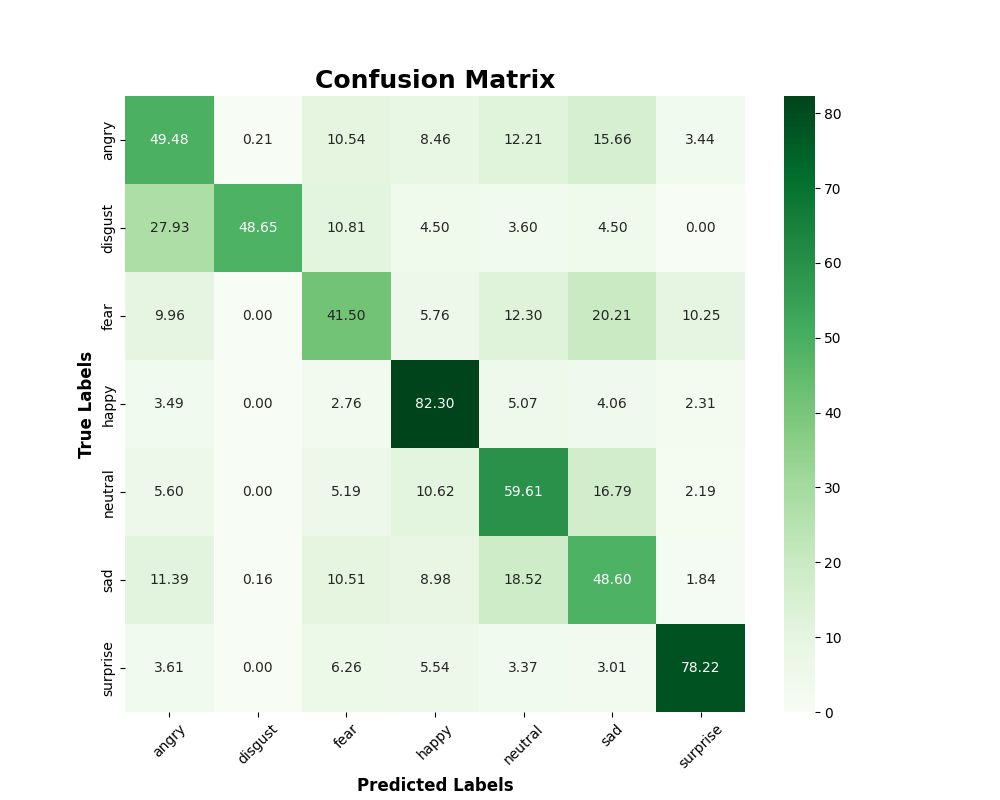 Confusion Matrix
True Labels
angry 49.48 0.21 10.54 8.46 12.21 15.66 3.44
disgust 27.93 48.65 10.81 4.50 3.60 4.50 0.00
fear 9.96 0.00 41.50 5.76 12.30 20.21 10.25
happy 3.49 0.00 2.76 82.30 5.07 4.06 2.31
neutral 5.60 0.00 5.19 10.62 59.61 16.79 2.19
sad 11.39 0.16 10.51 8.98 18.52 48.60 1.84
surprise 3.61 0.00 6.26 5.54 3.37 3.01 78.22
angry disgust fear happy neutral sad surprise
Predicted Labels
80
70
60
50
40
30
20
10
0